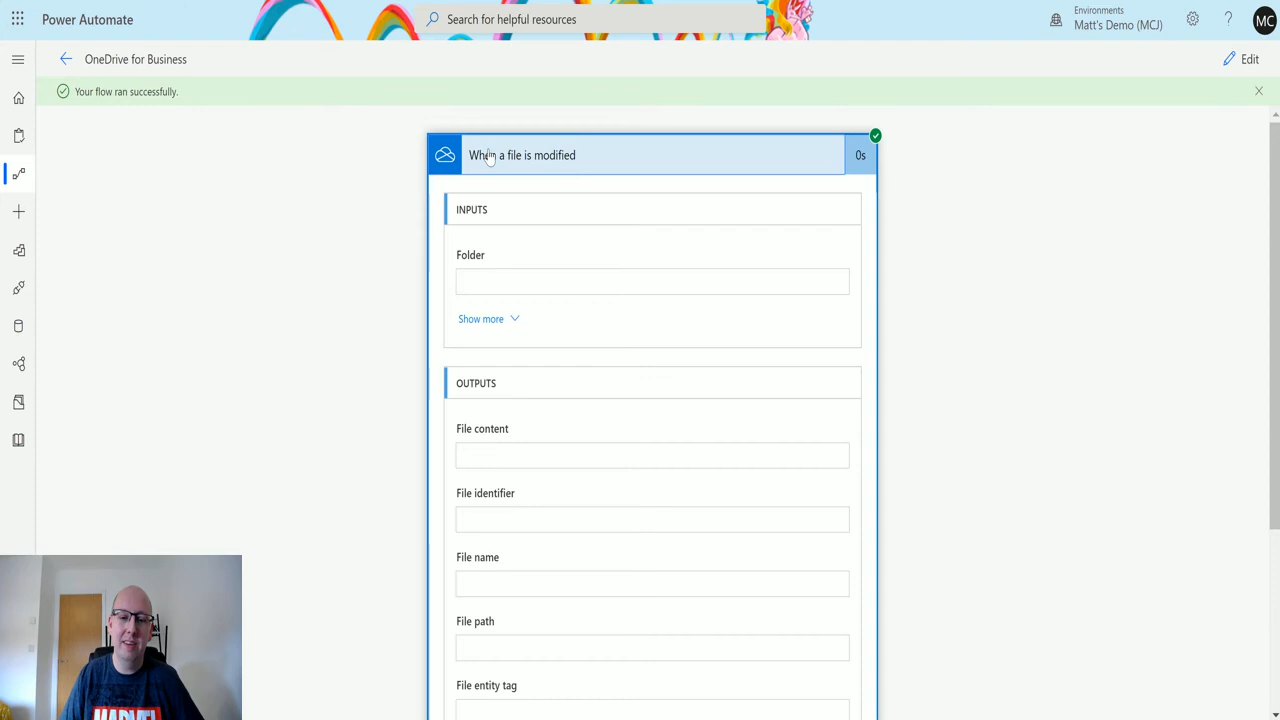 Power Automate
Search for helpful resources
Environments
Matt's Demo (MCJ)
MC
OneDrive for Business
Edit
Your flow ran successfully.
When a file is modified
0s
INPUTS
Folder
Show more
OUTPUTS
File content
File identifier
File name
File path
File entity tag
MARVEL